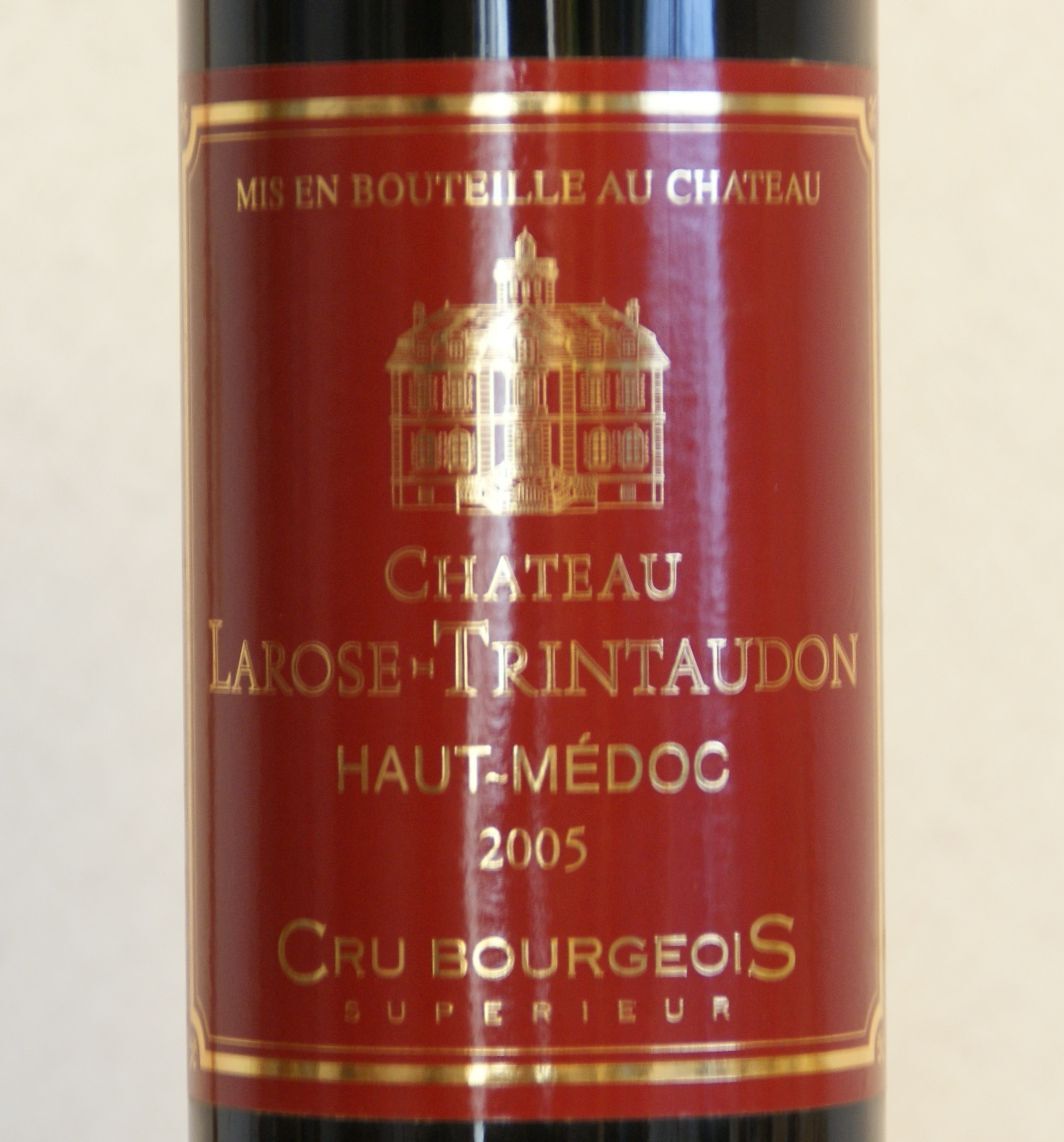 MIS EN BOUTEILLE AU CHATEAU
CHATEAU
LAROSE-TRINTAUDON
HAUT-MÉDOC
2005
CRU BOURGEOIS
SUPERIEUR